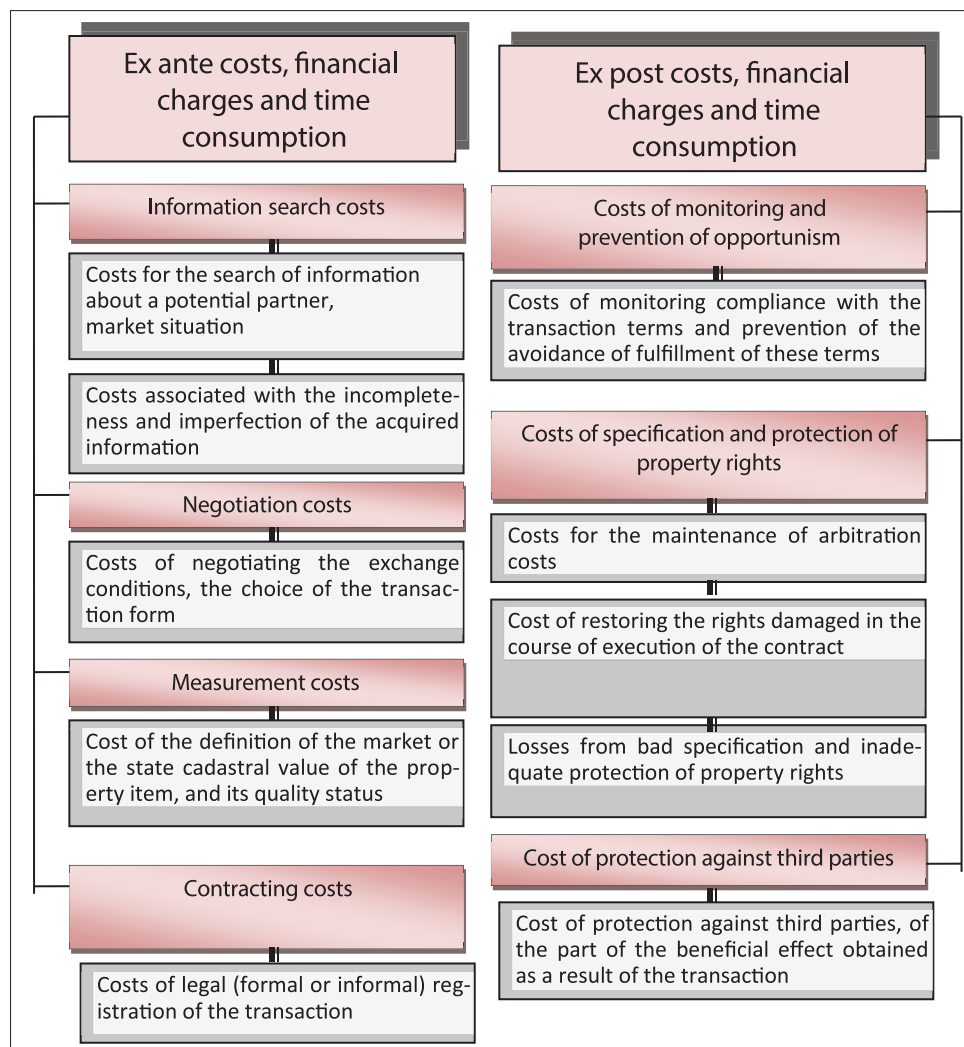 Ex ante costs, financial
charges and time
consumption
Information search costs
Costs for the search of information
about a potential partner,
market situation
Costs associated with the incomplete-
ness and imperfection of the acquired
information
Negotiation costs
Costs of negotiating the exchange
conditions, the choice of the transac-
tion form
Measurement costs
Cost of the definition of the market or
the state cadastral value of the prop-
erty item, and its quality status
Contracting costs
Costs of legal (formal or informal) reg-
istration of the transaction
Ex post costs, financial
charges and time
consumption
Costs of monitoring and
prevention of opportunism
Costs of monitoring compliance with the
transaction terms and prevention of the
avoidance of fulfillment of these terms
Costs of specification and protection of
property rights
Costs for the maintenance of arbitration
costs
Cost of restoring the rights damaged in the
course of execution of the contract
Losses from bad specification and inad-
equate protection of property rights
Cost of protection against third parties
Cost of protection against third parties, of
the part of the beneficial effect obtained
as a result of the transaction